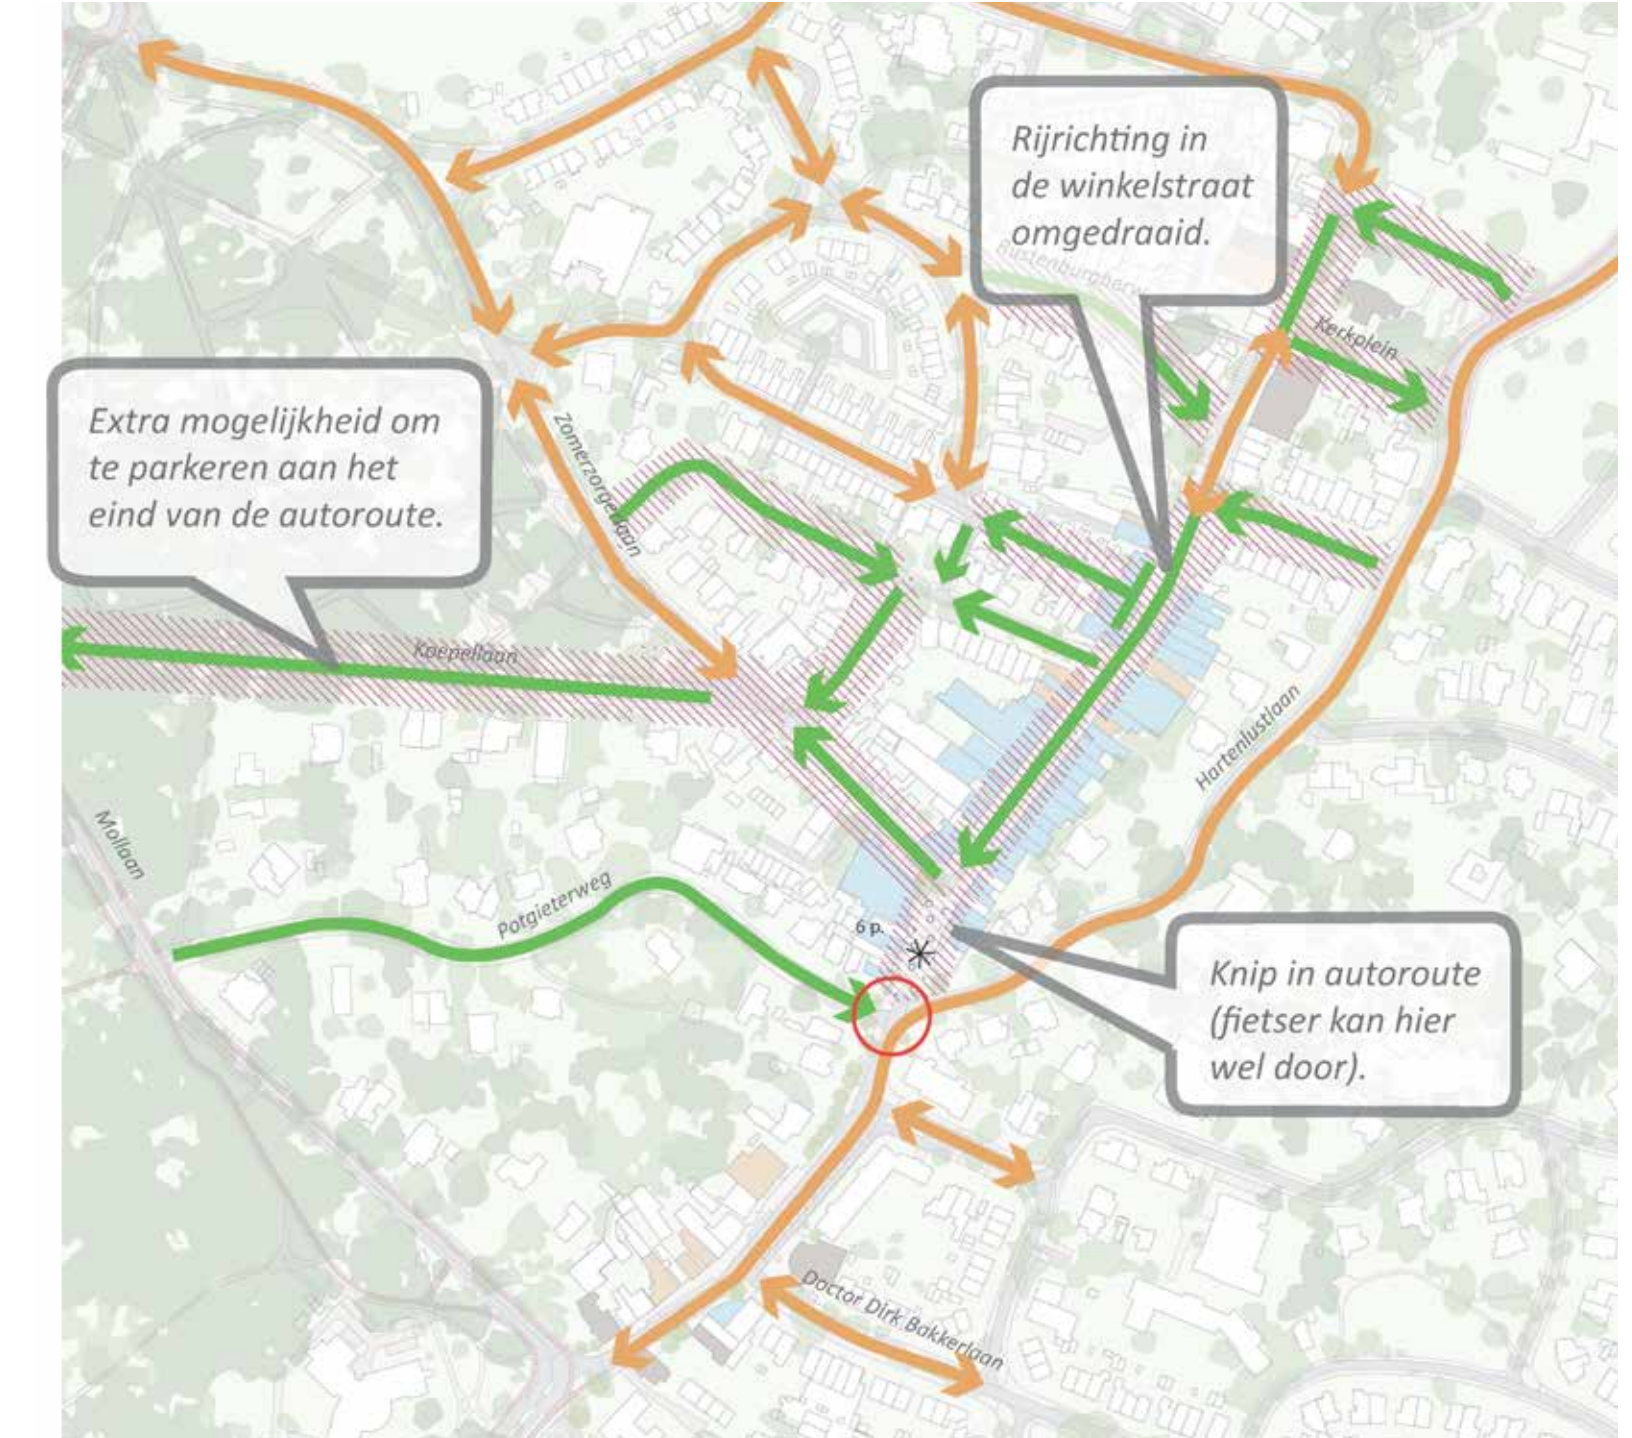 Rijrichting in
de winkelstraat
omgedraaid.
Kerkplein
Extra mogelijkheid om
te parkeren aan het
eind van de autoroute.
Zomerzorgerlaan
Koepellaan
Hartenlustlaan
Mollaan
Potgieterweg
6 p.
Knip in autoroute
(fietser kan hier
wel door).
Doctor Dirk Bakkerlaan